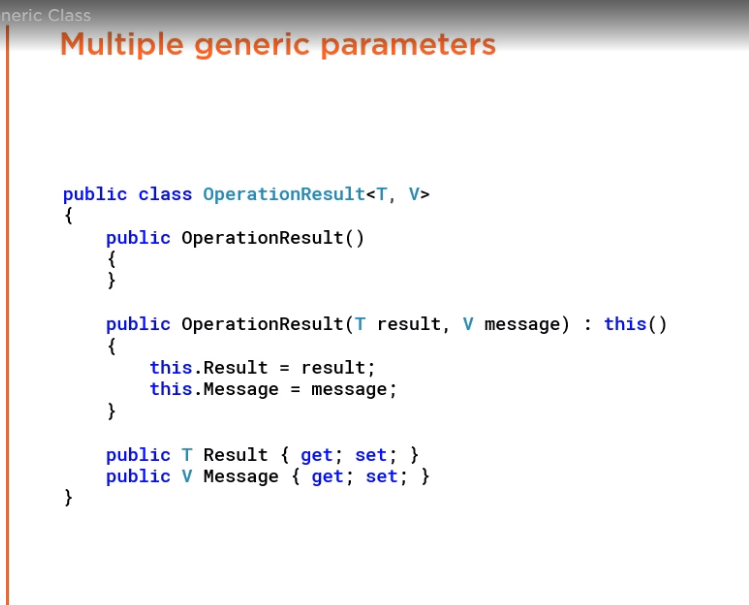 neric Class
Multiple generic parameters
public class OperationResult<T, V>
{
    public OperationResult()
    {
    }
    public OperationResult(T result, V message) : this()
    {
        this.Result = result;
        this.Message = message;
    }
    public T Result { get; set; }
    public V Message { get; set; }
}